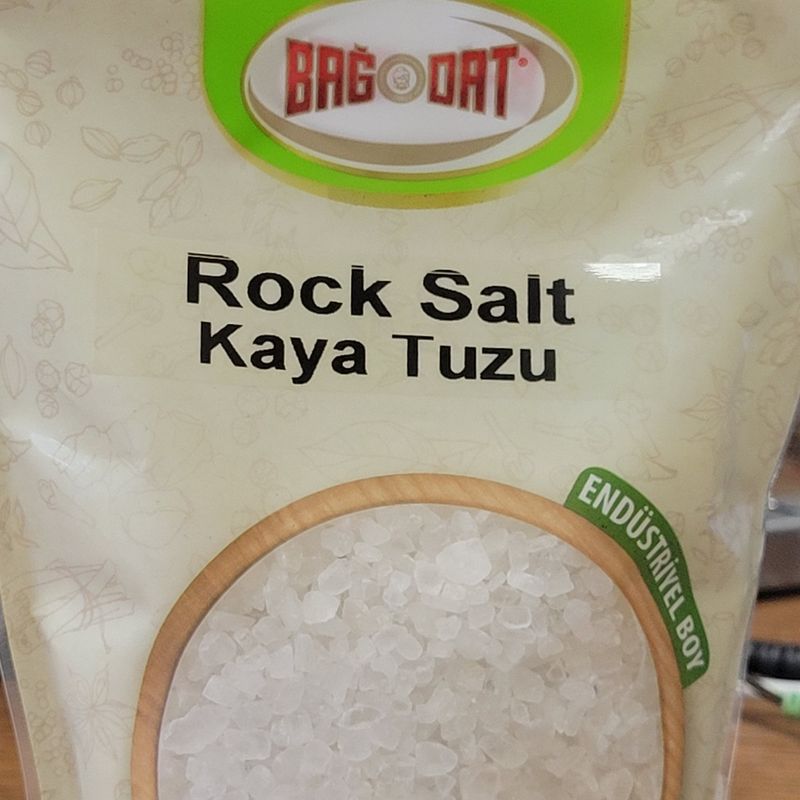 BAĞDAT®
Rock Salt
Kaya Tuzu
ENDÜSTRİYEL BOY